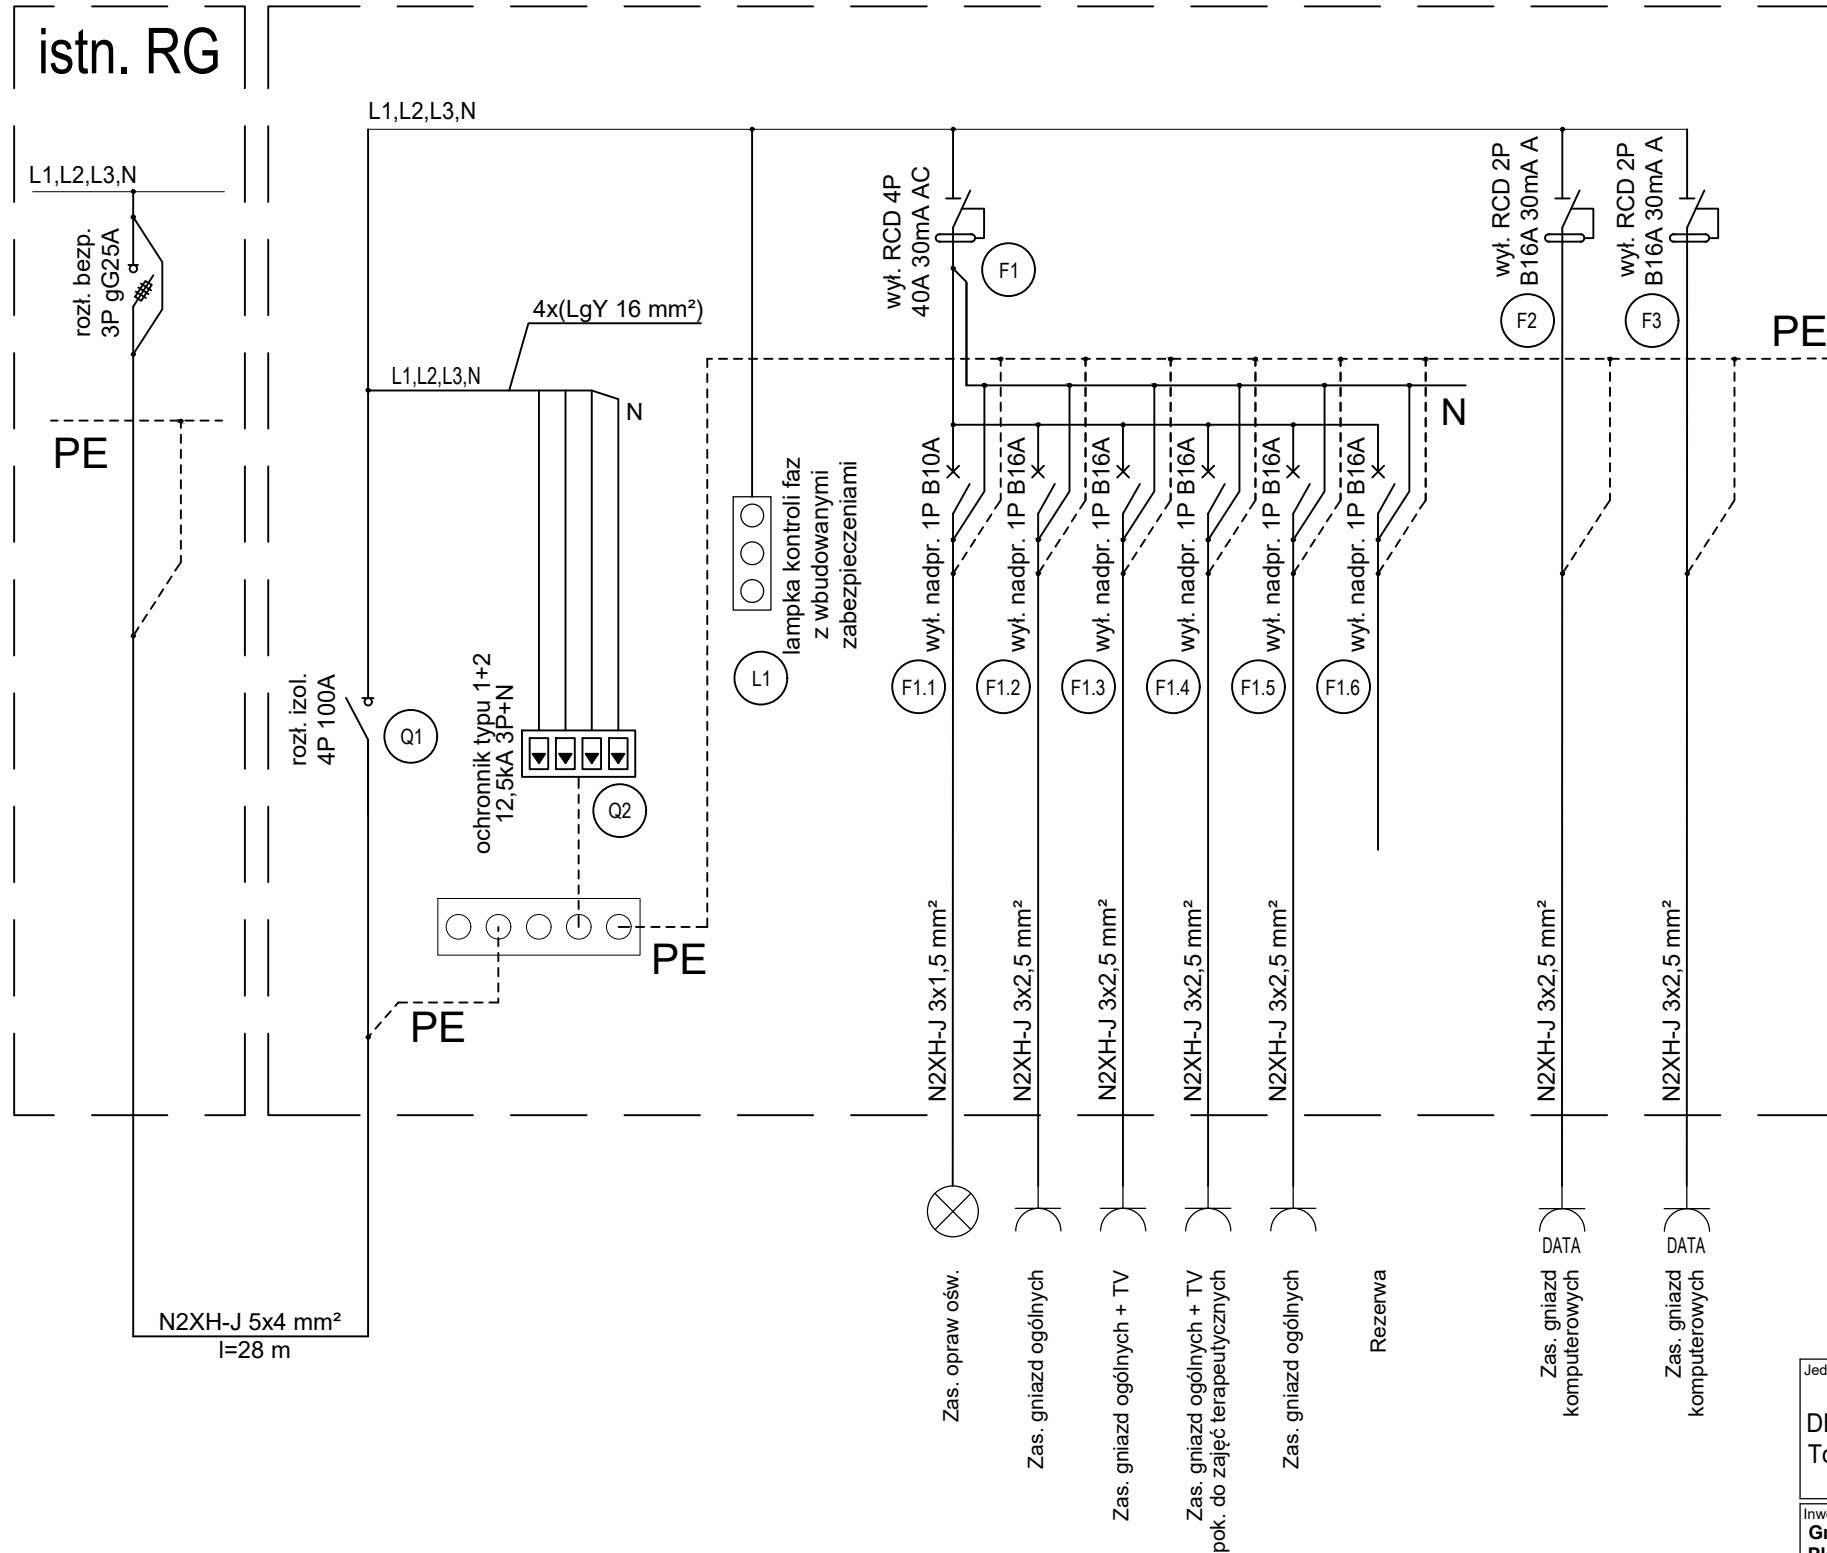 istn. RG
L1,L2,L3,N
rozł. bezp.
3P gG25A
PE
L1,L2,L3,N
L1,L2,L3,N
4x(LgY 16 mm²)
N
rozł. izol.
4P 100A
Q1
ochronnik typu 1+2
12,5kA 3P+N
Q2
PE
PE
lampka kontroli faz
z wbudowanymi
zabezpieczeniami
L1
wył. RCD 4P
40A 30mA AC
F1
wył. RCD 2P
B16A 30mA A
F2
wył. RCD 2P
B16A 30mA A
F3
PE
N
wył. nadpr. 1P B10A
wył. nadpr. 1P B16A
wył. nadpr. 1P B16A
wył. nadpr. 1P B16A
wył. nadpr. 1P B16A
wył. nadpr. 1P B16A
F1.1
F1.2
F1.3
F1.4
F1.5
F1.6
N2XH-J 3x1,5 mm²
N2XH-J 3x2,5 mm²
N2XH-J 3x2,5 mm²
N2XH-J 3x2,5 mm²
N2XH-J 3x2,5 mm²
N2XH-J 3x2,5 mm²
N2XH-J 3x2,5 mm²
DATA
DATA
Zas. opraw ośw.
Zas. gniazd ogólnych
Zas. gniazd ogólnych + TV
Zas. gniazd ogólnych + TV
pok. do zajęć terapeutycznych
Zas. gniazd ogólnych
Rezerwa
Zas. gniazd
komputerowych
Zas. gniazd
komputerowych
N2XH-J 5x4 mm²
l=28 m
Jed
To
Inw